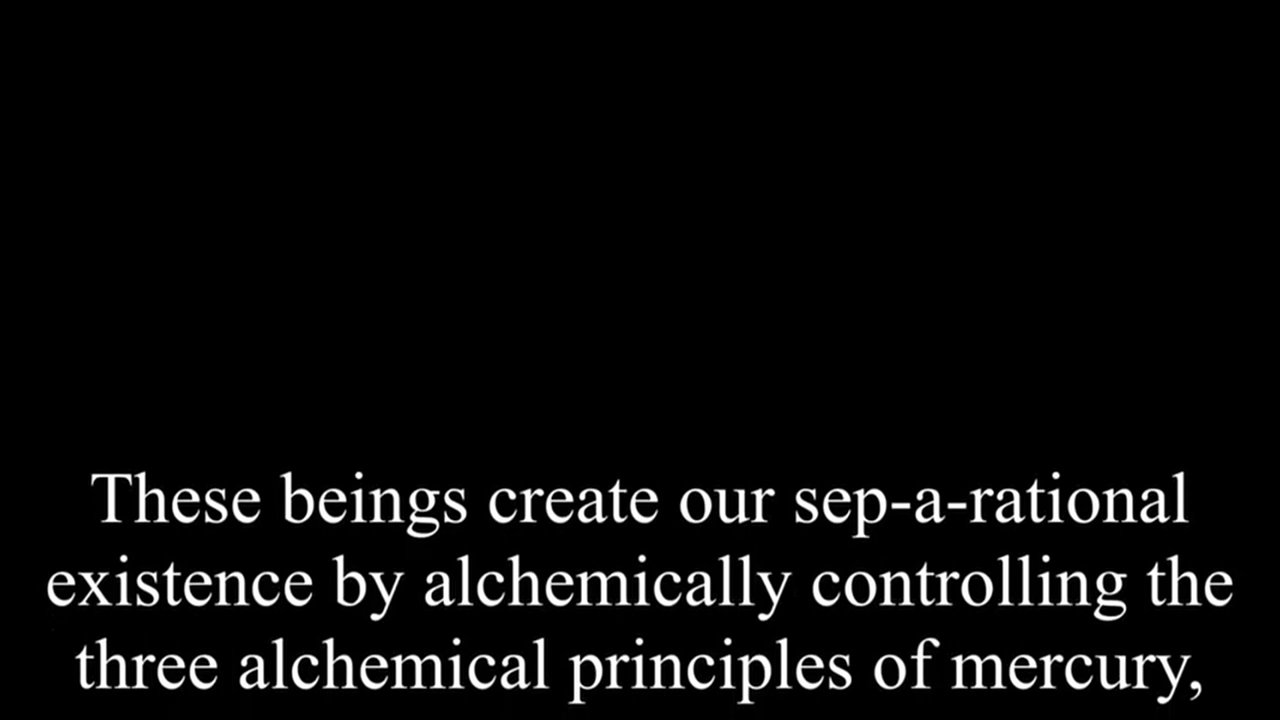 These beings create our sep-a-rational
existence by alchemically controlling the
three alchemical principles of mercury,